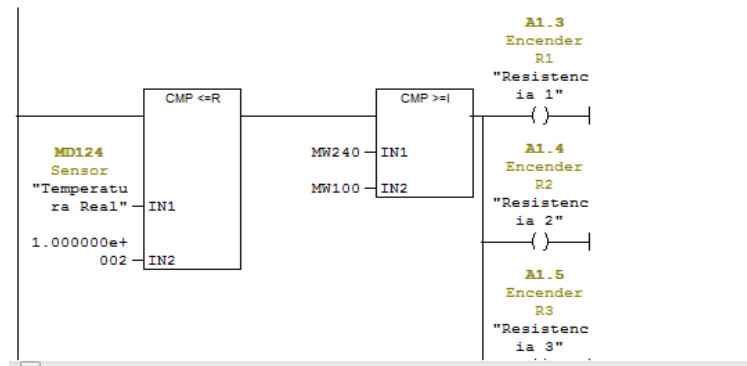 A1.3
Encender
R1
"Resistenc
ia 1"
CMP <=R
CMP >=I
MD124
Sensor
"Temperatu
ra Real"
IN1
1.000000e+
002
IN2
MW240
IN1
MW100
IN2
A1.4
Encender
R2
"Resistenc
ia 2"
A1.5
Encender
R3
"Resistenc
ia 3"